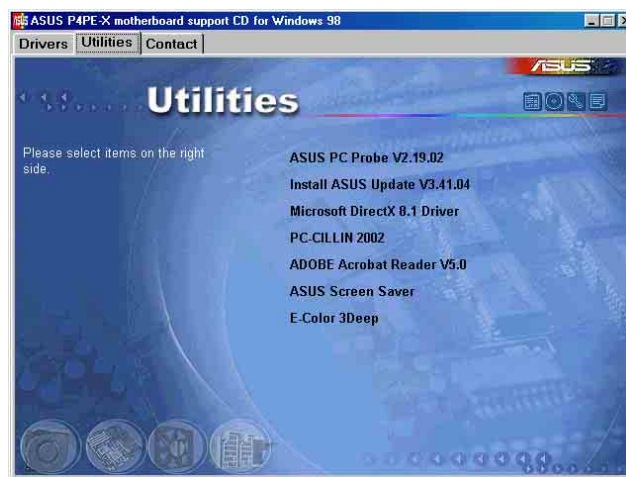 ASUS P4PE-X motherboard support CD for Windows 98
Drivers Utilities Contact
ASUS
Utilities
Please select items on the right
side.
ASUS PC Probe V2.19.02
Install ASUS Update V3.41.04
Microsoft DirectX 8.1 Driver
PC-CILLIN 2002
ADOBE Acrobat Reader V5.0
ASUS Screen Saver
E-Color 3Deep